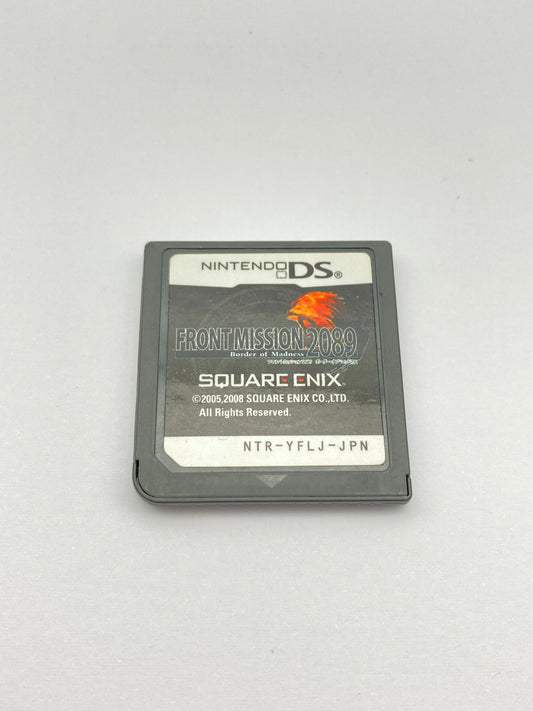 NINTENDO DS®
FRONT MISSION 2089
Border of Madness
SQUARE ENIX
©2005,2008 SQUARE ENIX CO.,LTD.
All Rights Reserved.
NTR-YFLJ-JPN